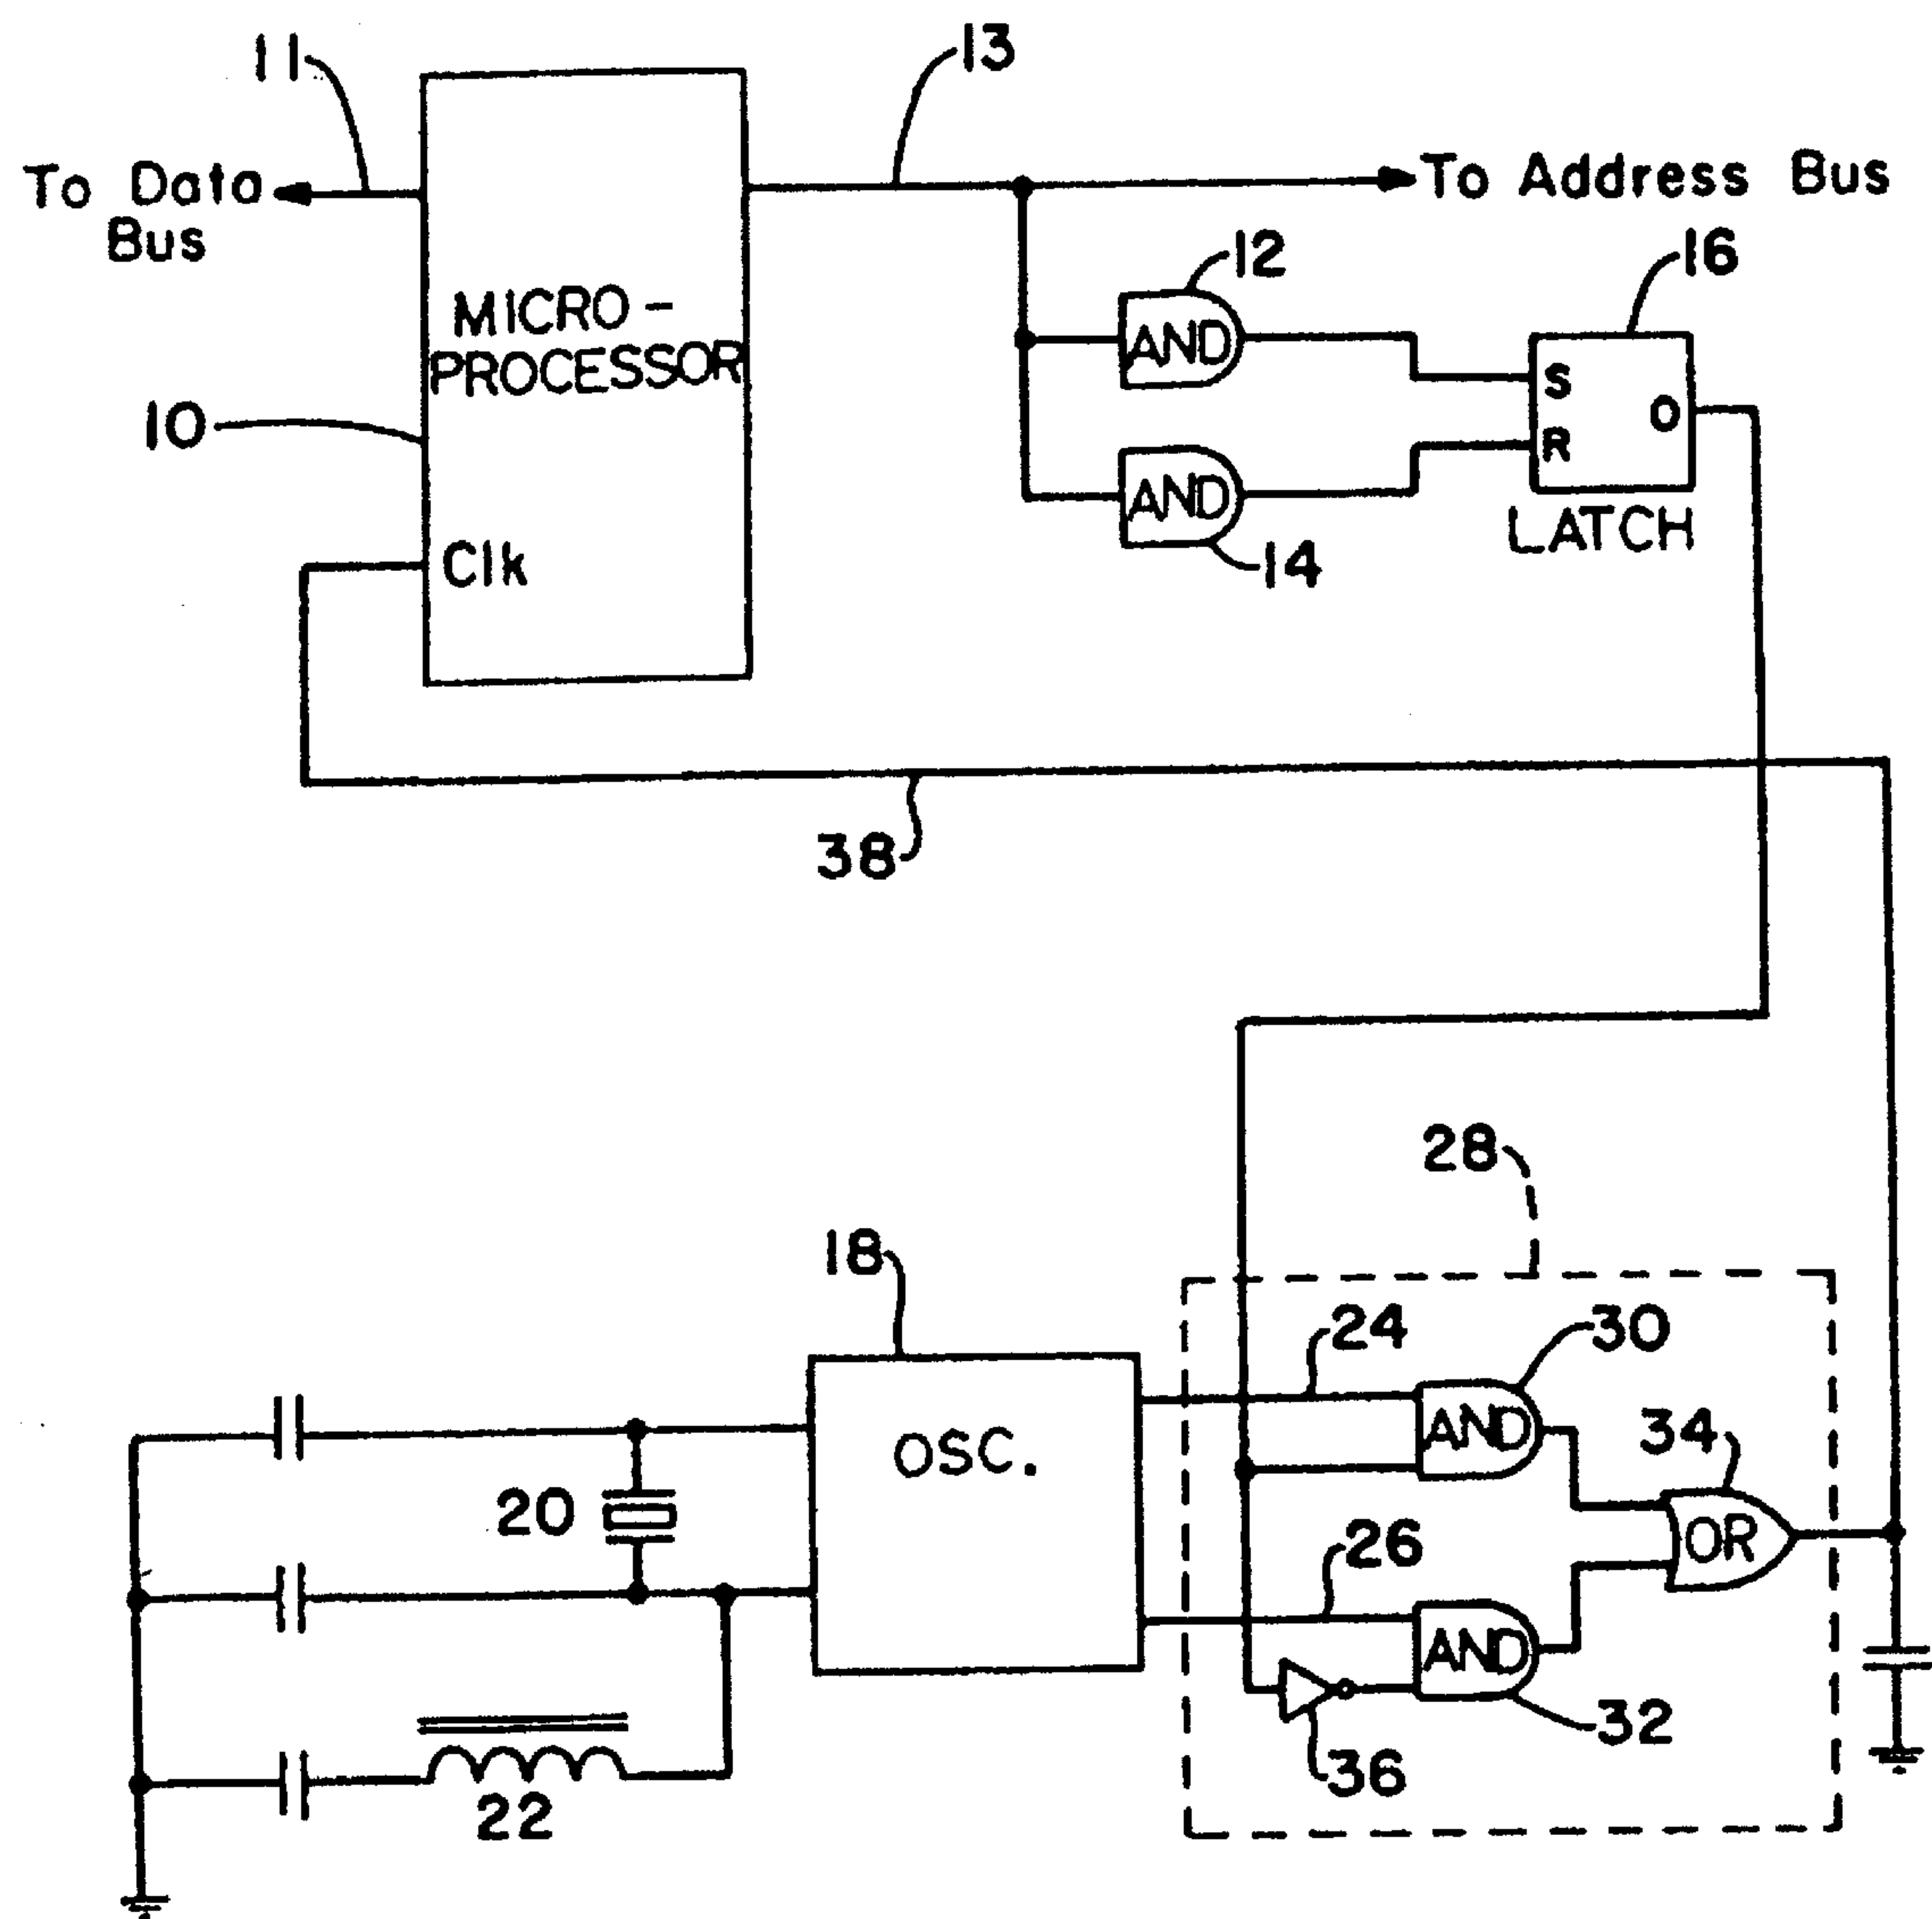 11
13
To Data
Bus
To Address Bus
12
16
MICRO-
PROCESSOR
AND
S
O
R
10
AND
LATCH
Clk
14
38
28
18
24
30
AND
34
OSC.
20
26
OR
AND
32
36
22